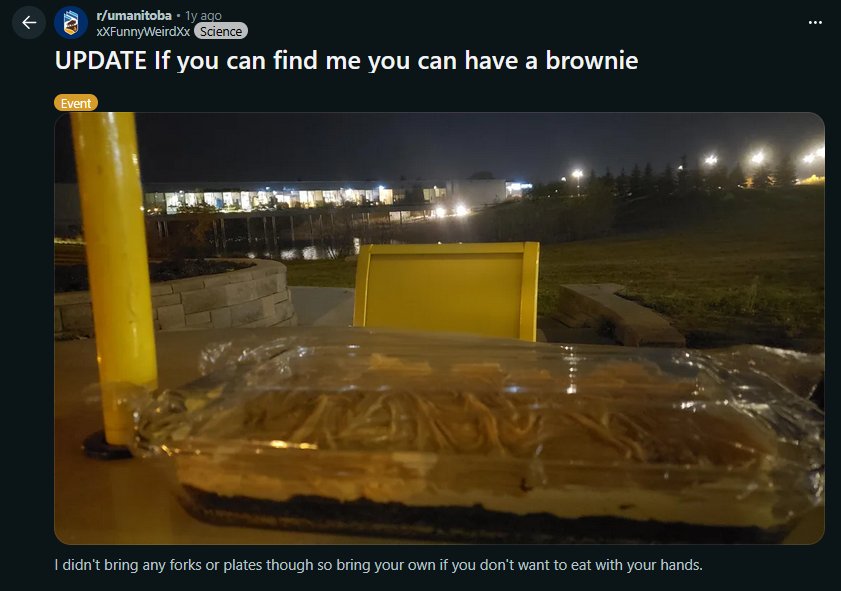 r/umanitoba • 1y ago
xXFunnyWeirdXx Science
UPDATE If you can find me you can have a brownie
Event
I didn't bring any forks or plates though so bring your own if you don't want to eat with your hands.